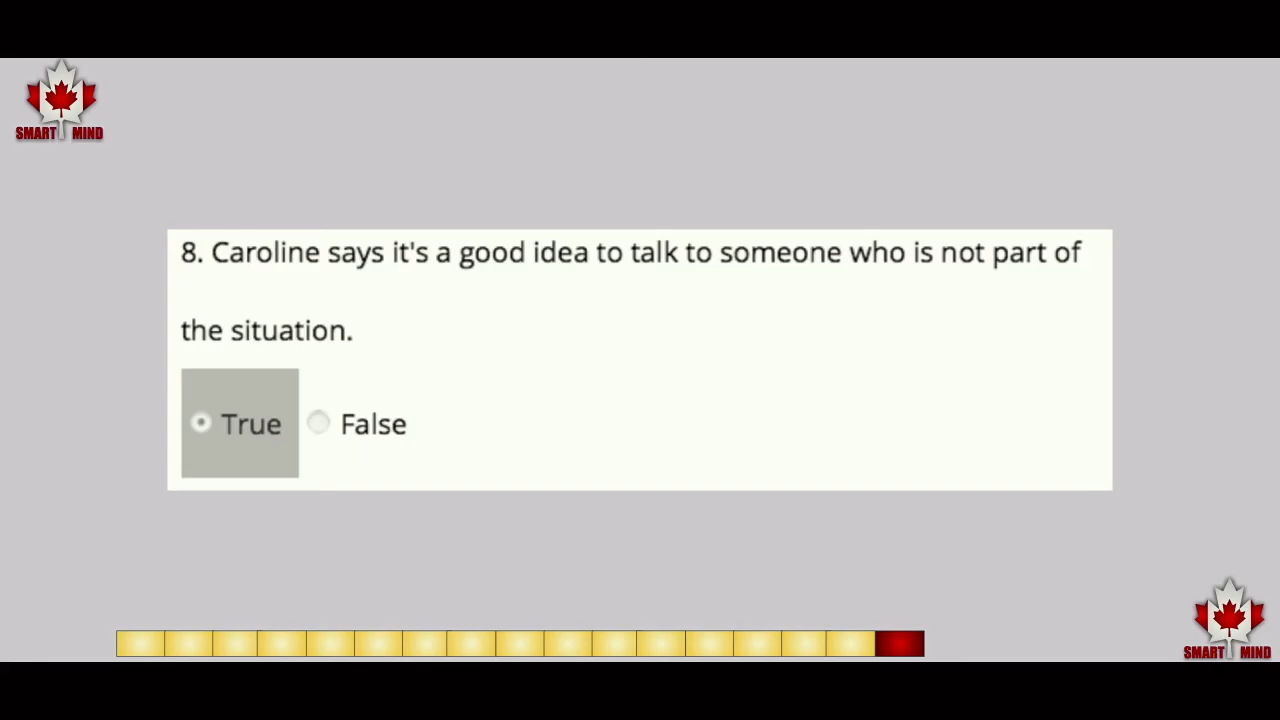 SMART MIND
8. Caroline says it's a good idea to talk to someone who is not part of
the situation.
True False
SMART MIND